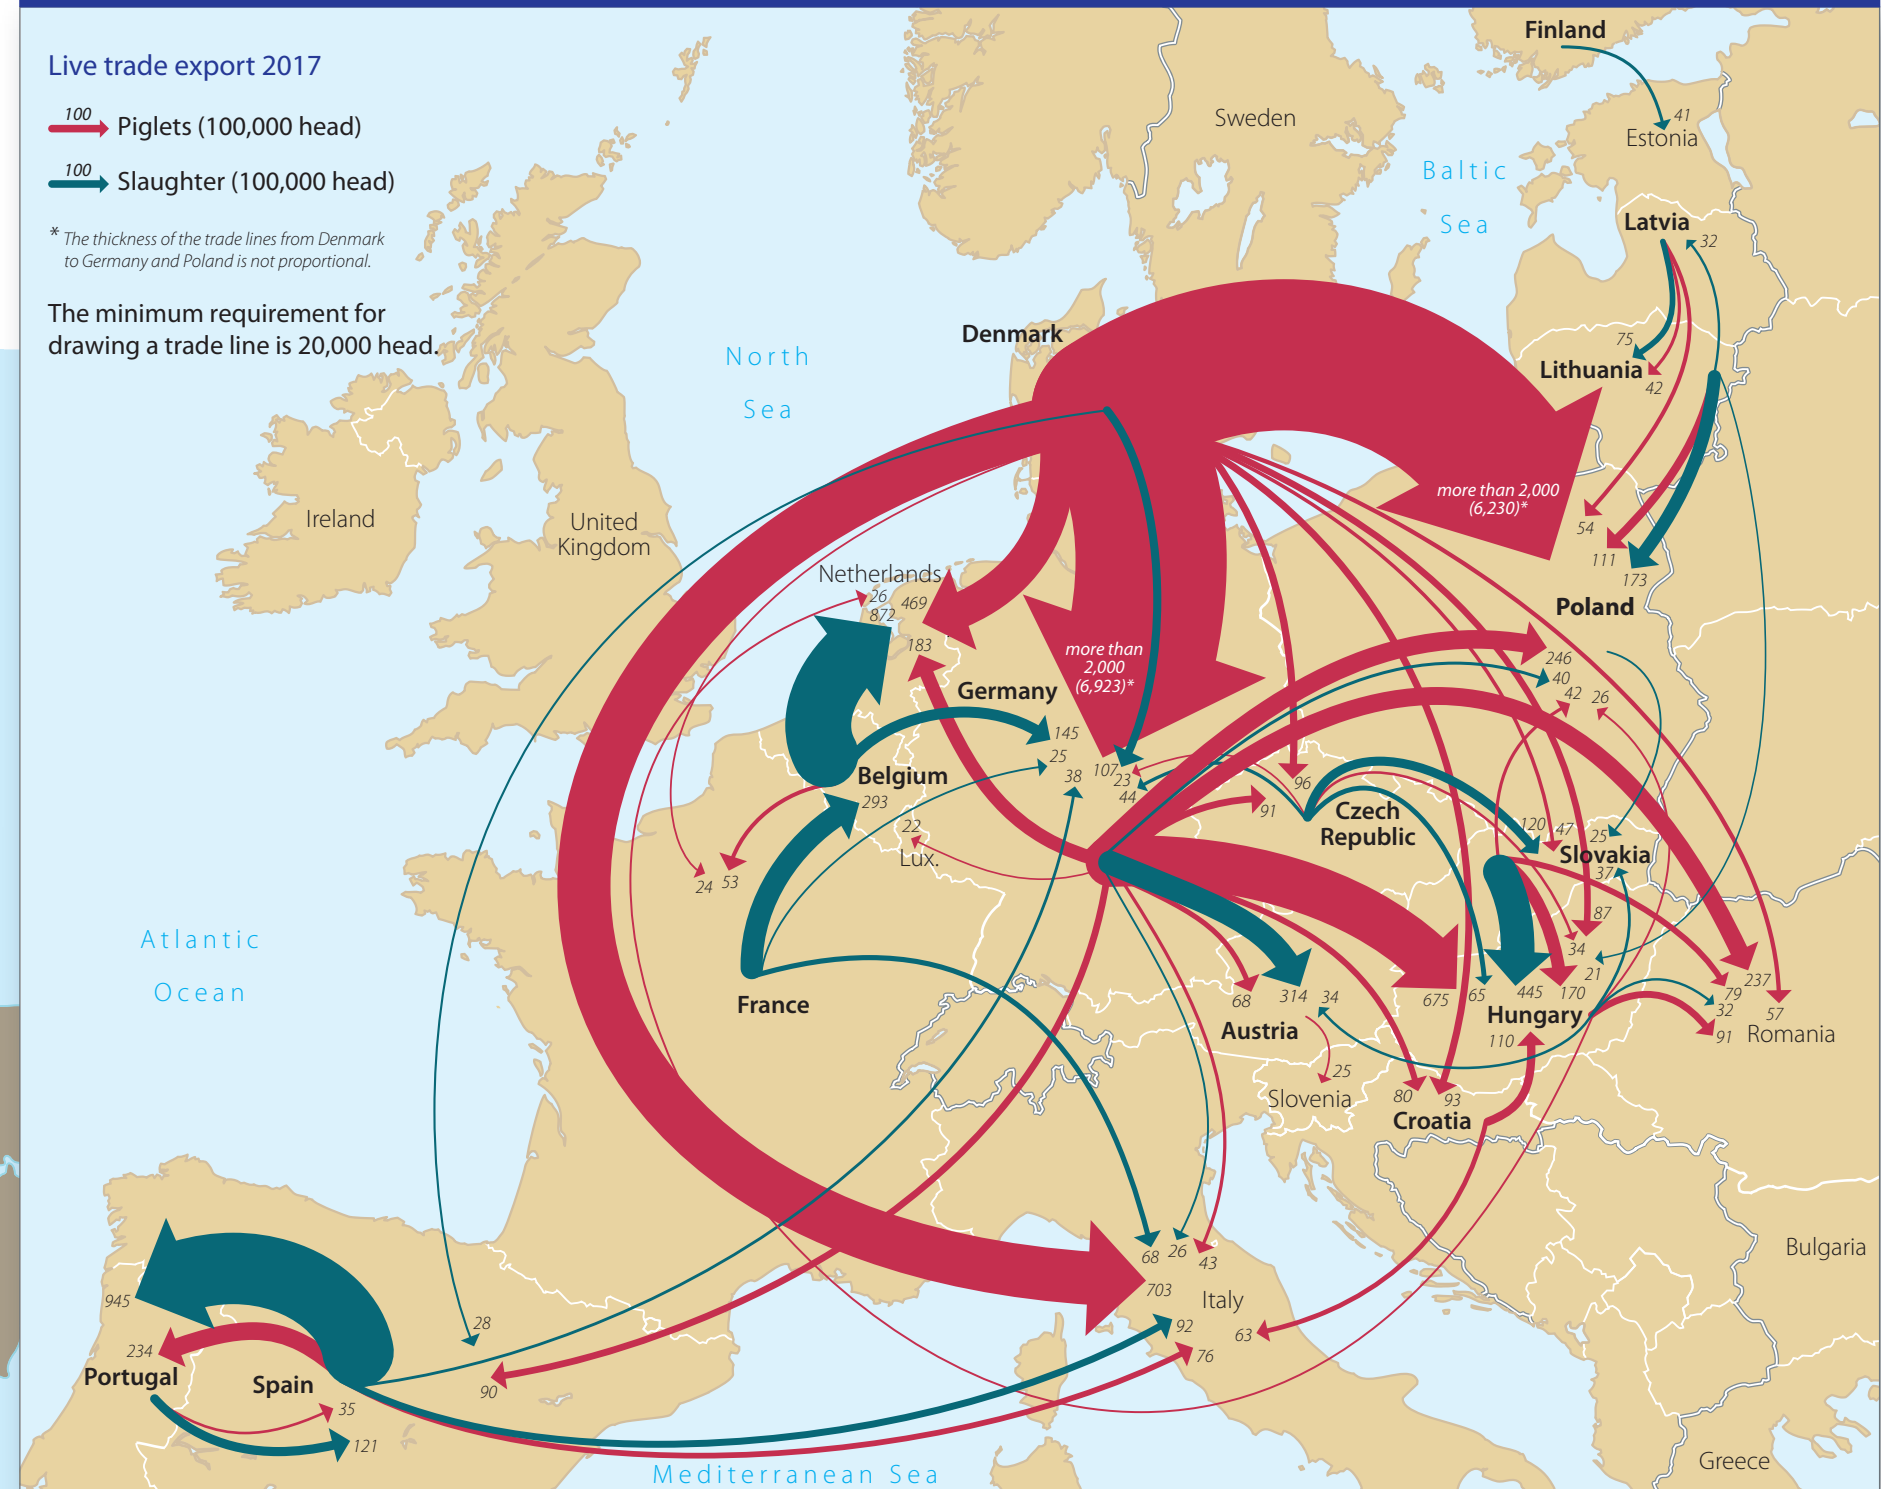 Live trade export 2017
100
Piglets (100,000 head)
100
Slaughter (100,000 head)
* The thickness of the trade lines from Denmark
to Germany and Poland is not proportional.
The minimum requirement for
drawing a trade line is 20,000 head.
Finland
Sweden
41
Estonia
Baltic
Sea
Latvia
32
75
Lithuania
42
Denmark
North
Sea
more than 2,000
(6,230)*
54
111
173
Poland
Ireland
United
Kingdom
Netherlands
26
872
469
183
more than
2,000
(6,923)*
Germany
246
40
42
26
145
25
38
107
23
44
Belgium
293
96
91
Czech
Republic
22
Lux.
24
53
120
47
25
Slovakia
37
87
34
21
Atlantic
Ocean
France
68
314
34
Austria
675
65
445
170
Hungary
110
79
237
32
57
91
Romania
25
Slovenia
80
93
Croatia
68
26
43
703
Italy
92
63
76
Bulgaria
945
234
Portugal
Spain
28
90
35
121
Mediterranean Sea
Greece